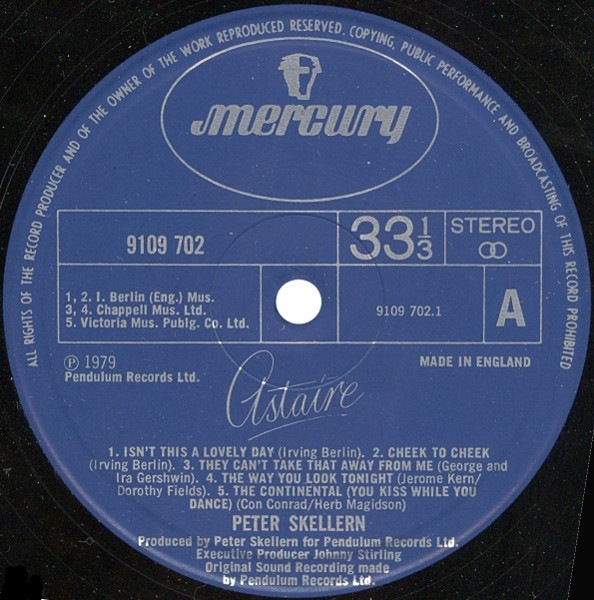 ALL RIGHTS OF THE RECORD PRODUCER AND OF THE OWNER OF THE WORK REPRODUCED RESERVED. COPYING, PUBLIC PERFORMANCE AND BROADCASTING OF THIS RECORD PROHIBITED
mercury
9109 702
33 1/3
STEREO
1, 2. I. Berlin (Eng.) Mus.
3, 4. Chappell Mus. Ltd.
5. Victoria Mus. Publg. Co. Ltd.
9109 702.1
A
℗ 1979
Pendulum Records Ltd.
MADE IN ENGLAND
Astaire
1. ISN'T THIS A LOVELY DAY (Irving Berlin). 2. CHEEK TO CHEEK
(Irving Berlin). 3. THEY CAN'T TAKE THAT AWAY FROM ME (George and
Ira Gershwin). 4. THE WAY YOU LOOK TONIGHT (Jerome Kern/
Dorothy Fields). 5. THE CONTINENTAL (YOU KISS WHILE YOU
DANCE) (Con Conrad/Herb Magidson)
PETER SKELLERN
Produced by Peter Skellern for Pendulum Records Ltd.
Executive Producer Johnny Stirling
Original Sound Recording made
by Pendulum Records Ltd.